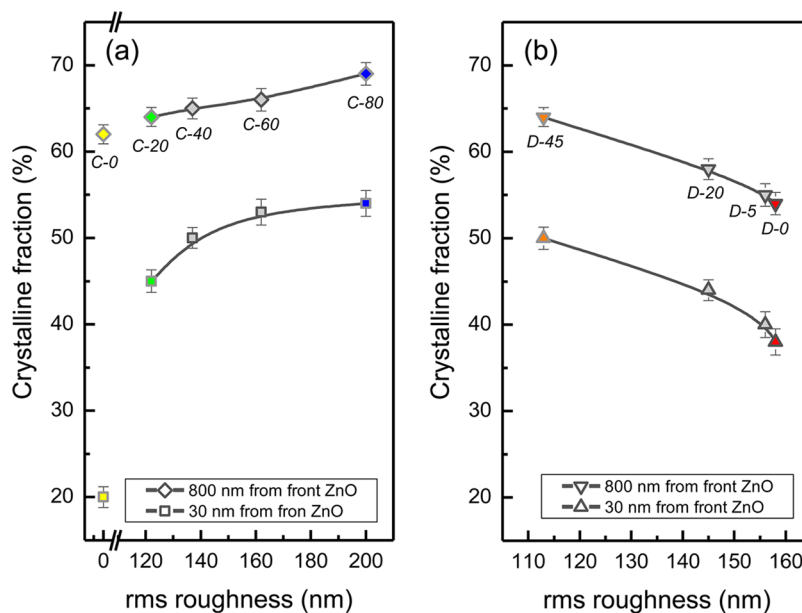 (a)
70
60
50
40
30
20
Crystalline fraction (%)
C-0
C-20
C-40
C-60
C-80
800 nm from front ZnO
30 nm from fron ZnO
0 120 140 160 180 200
rms roughness (nm)
(b)
70
60
50
40
30
20
Crystalline fraction (%)
D-45
D-20
D-5
D-0
800 nm from front ZnO
30 nm from front ZnO
110 120 130 140 150 160
rms roughness (nm)